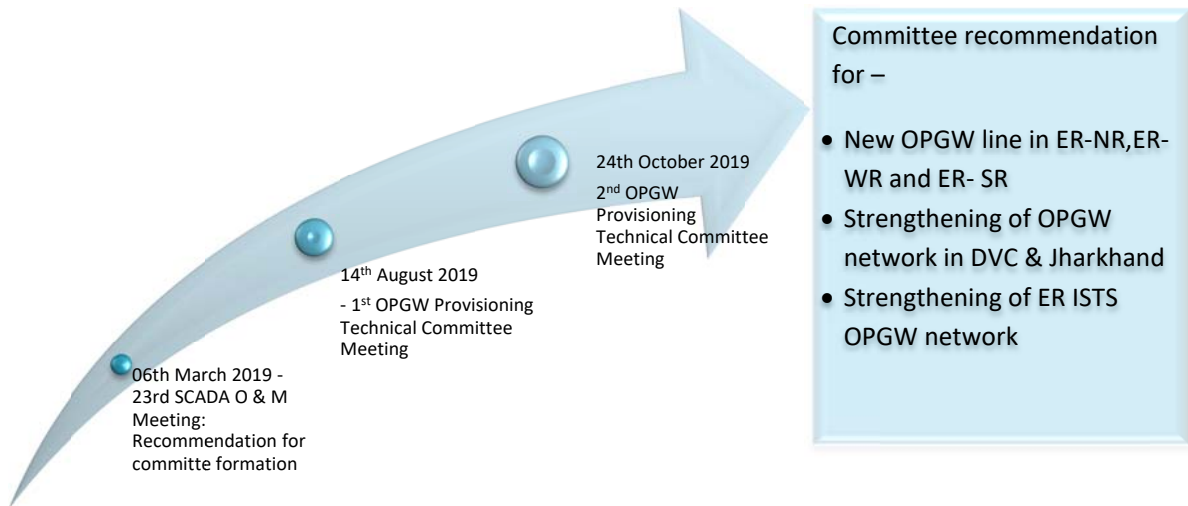 06th March 2019 -
23rd SCADA O & M
Meeting:
Recommendation for
committe formation
14th August 2019
- 1st OPGW Provisioning
Technical Committee
Meeting
24th October 2019
2nd OPGW
Provisioning
Technical Committee
Meeting
Committee recommendation
for –
• New OPGW line in ER-NR,ER-
WR and ER- SR
• Strengthening of OPGW
network in DVC & Jharkhand
• Strengthening of ER ISTS
OPGW network